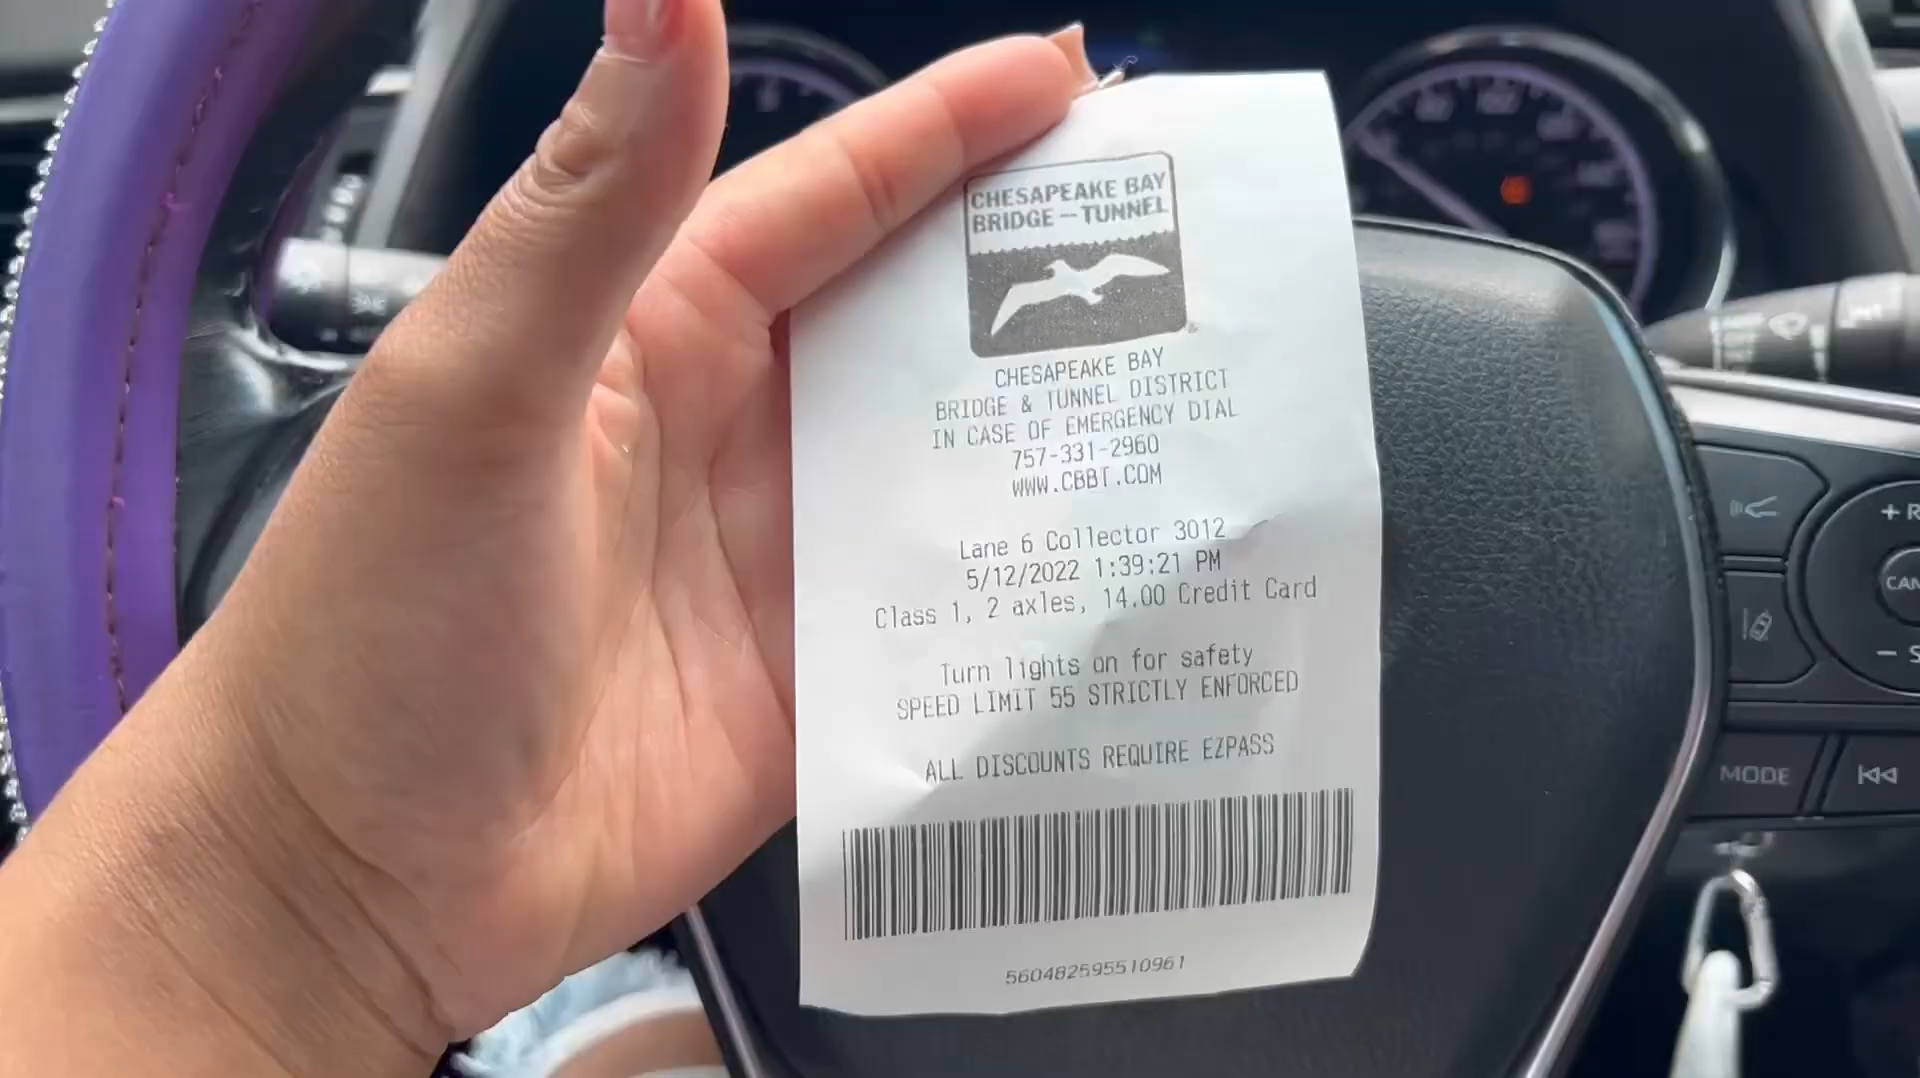 CHESAPEAKE BAY
BRIDGE – TUNNEL
CHESAPEAKE BAY
BRIDGE & TUNNEL DISTRICT
IN CASE OF EMERGENCY DIAL
757-331-2960
WWW.CBBT.COM
Lane 6 Collector 3012
5/12/2022 1:39:21 PM
Class 1, 2 axles, 14.00 Credit Card
Turn lights on for safety
SPEED LIMIT 55 STRICTLY ENFORCED
ALL DISCOUNTS REQUIRE EZPASS
560482595510961
+ R
CAN
– S
MODE